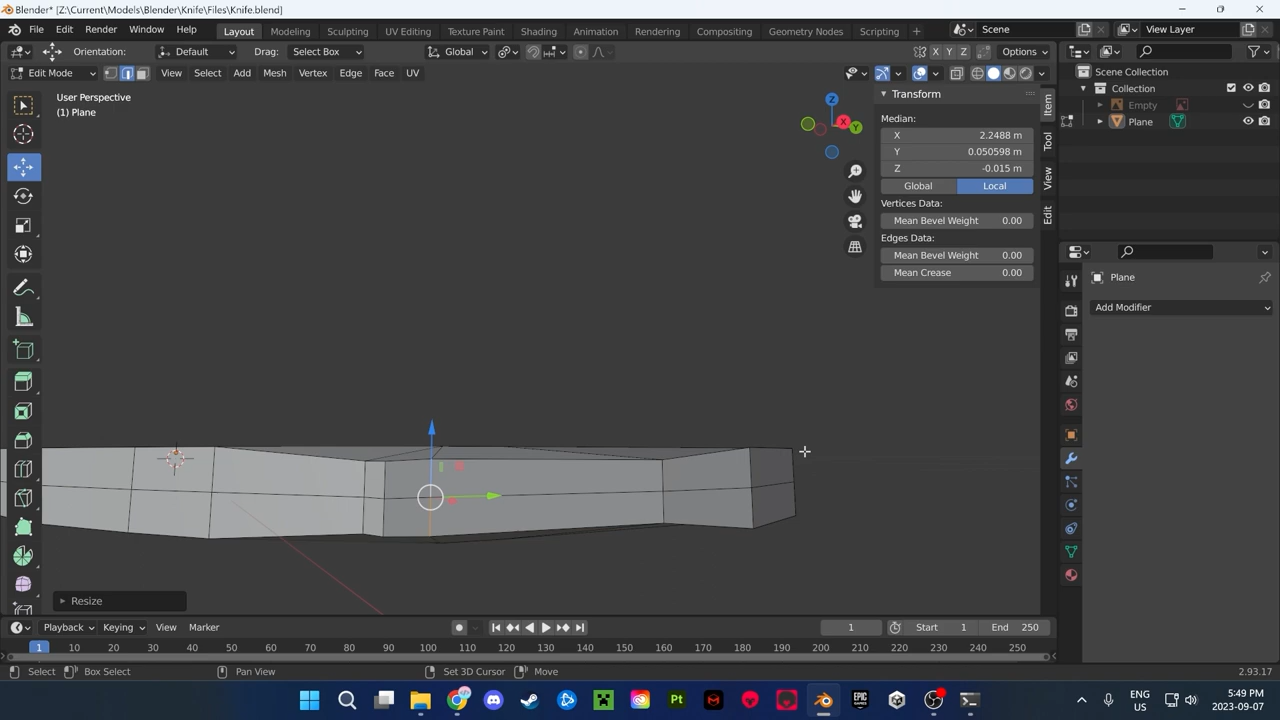 Blender* [Z:\Current\Models\Blender\Knife\Files\Knife.blend]
File Edit Render Window Help Layout Modeling Sculpting UV Editing Texture Paint Shading Animation Rendering Compositing Geometry Nodes Scripting + Scene View Layer
Orientation: Default Drag: Select Box Global X Y Z Options
Edit Mode View Select Add Mesh Vertex Edge Face UV
User Perspective
(1) Plane
Z
X
Y
Transform
Median:
X 2.2488 m
Y 0.050598 m
Z -0.015 m
Global Local
Vertices Data:
Mean Bevel Weight 0.00
Edges Data:
Mean Bevel Weight 0.00
Mean Crease 0.00
Item
Tool
View
Edit
Scene Collection
Collection
Empty
Plane
Plane
Add Modifier
Resize
Playback Keying View Marker 1 Start 1 End 250
1 10 20 30 40 50 60 70 80 90 100 110 120 130 140 150 160 170 180 190 200 210 220 230 240 250
Select Box Select Pan View Set 3D Cursor Move 2.93.17
Pt
EPIC GAMES
ENG
US
5:49 PM
2023-09-07